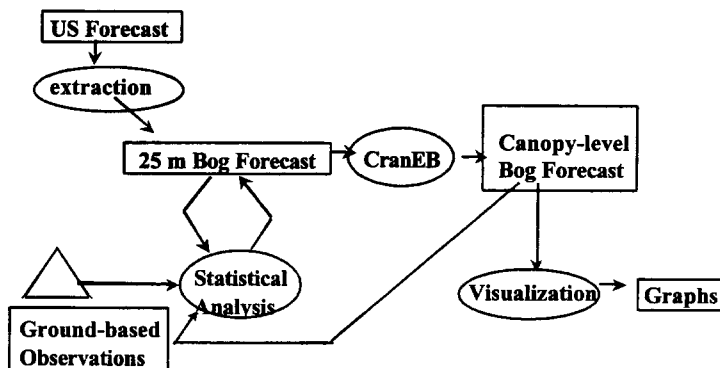 US Forecast
extraction
25 m Bog Forecast
CranEB
Canopy-level
Bog Forecast
Statistical
Analysis
Visualization
Graphs
Ground-based
Observations